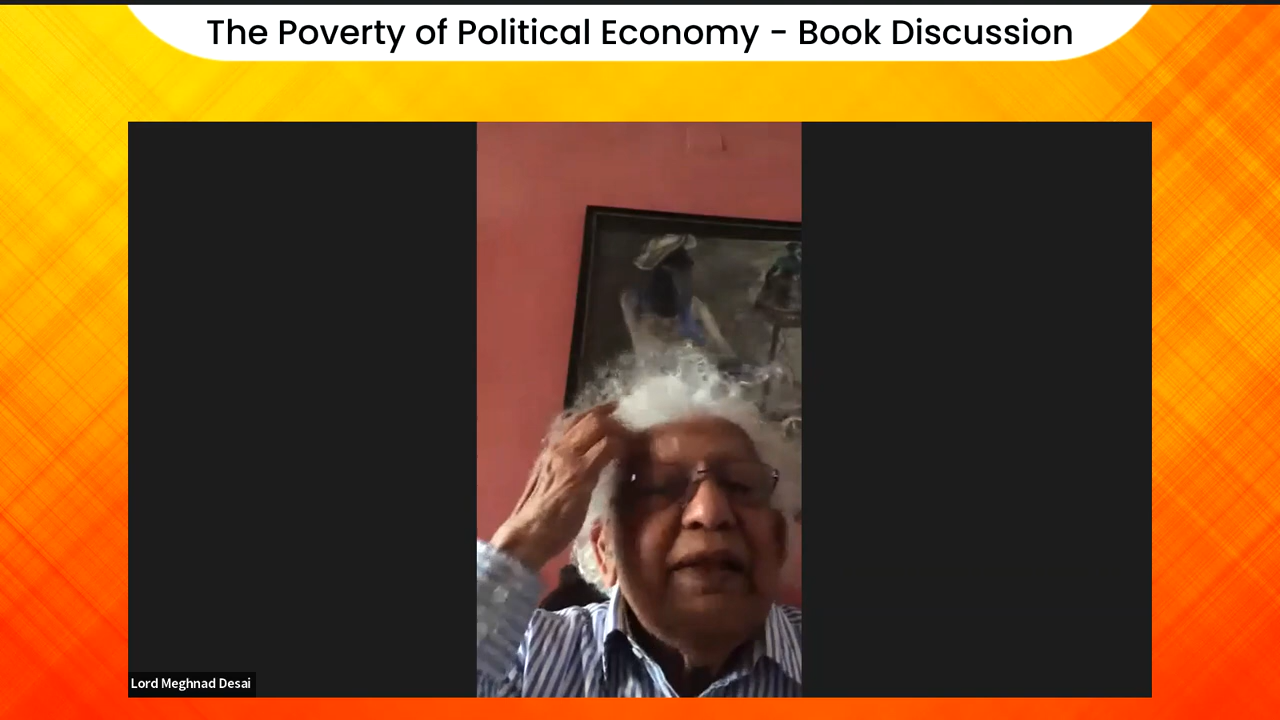 The Poverty of Political Economy - Book Discussion
Lord Meghnad Desai